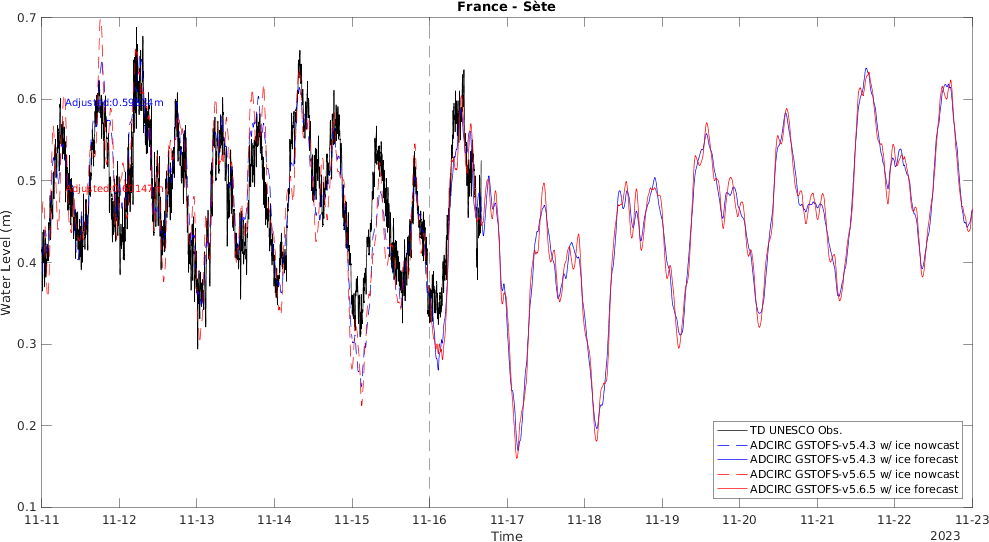 France - Sète
Water Level (m)
0.7
0.6
0.5
0.4
0.3
0.2
0.1
m
TD UNESCO Obs.
ADCIRC GSTOFS-v5.4.3 w/ ice nowcast
ADCIRC GSTOFS-v5.4.3 w/ ice forecast
ADCIRC GSTOFS-v5.6.5 w/ ice nowcast
ADCIRC GSTOFS-v5.6.5 w/ ice forecast
11-11 11-12 11-13 11-14 11-15 11-16 11-17 11-18 11-19 11-20 11-21 11-22 11-23
Time
2023